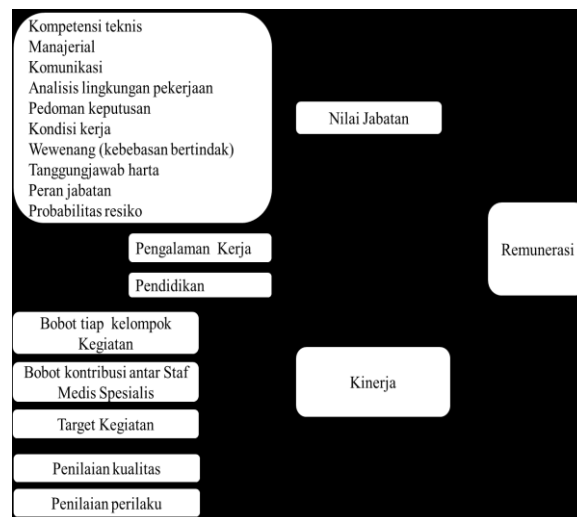 Kompetensi teknis
Manajerial
Komunikasi
Analisis lingkungan pekerjaan
Pedoman keputusan
Kondisi kerja
Wewenang (kebebasan bertindak)
Tanggungjawab harta
Peran jabatan
Probabilitas resiko
Nilai Jabatan
Pengalaman Kerja
Pendidikan
Remunerasi
Bobot tiap kelompok
Kegiatan
Bobot kontribusi antar Staf
Medis Spesialis
Target Kegiatan
Kinerja
Penilaian kualitas
Penilaian perilaku